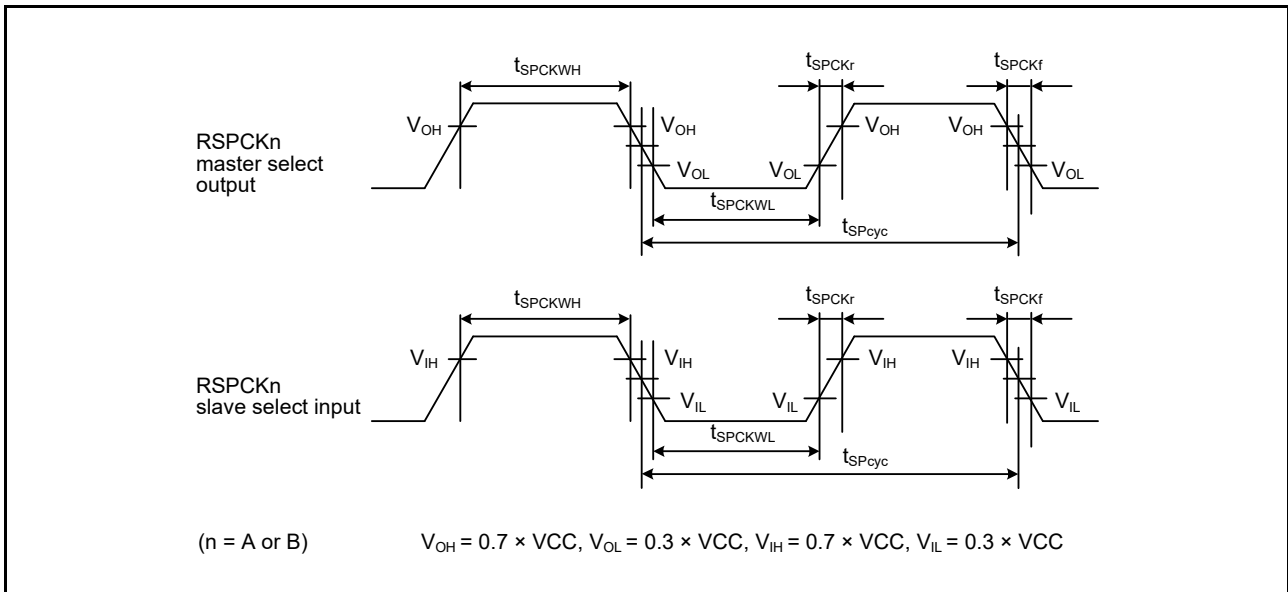 tSPCKWH
tSPCKr
tSPCKf
VOH
VOH
VOH
VOH
RSPCKn
master select
output
VOL
VOL
VOL
tSPCKWL
tSPcyc
tSPCKWH
tSPCKr
tSPCKf
VIH
VIH
VIH
VIH
RSPCKn
slave select input
VIL
VIL
VIL
tSPCKWL
tSPcyc
(n = A or B)
VOH = 0.7 × VCC, VOL = 0.3 × VCC, VIH = 0.7 × VCC, VIL = 0.3 × VCC